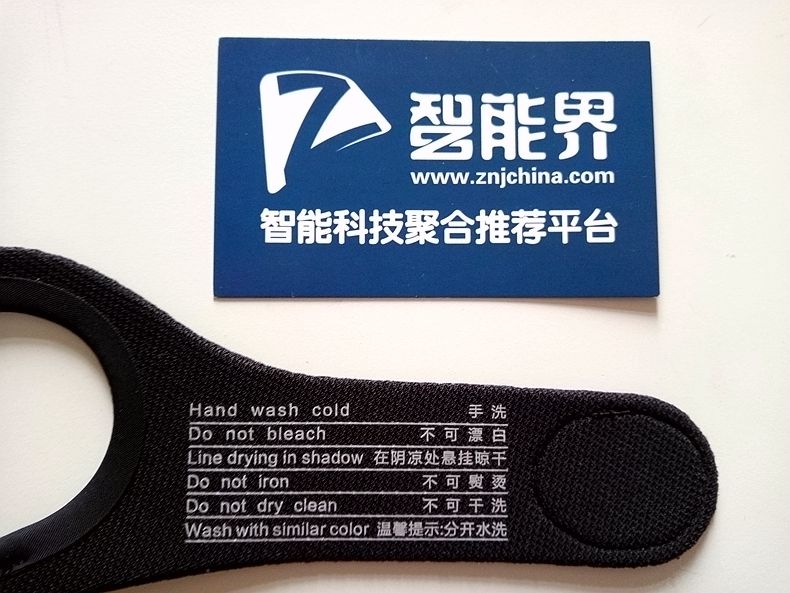 智能界
www.znjchina.com
智能科技聚合推荐平台
Hand wash cold 手洗
Do not bleach 不可漂白
Line drying in shadow 在阴凉处悬挂晾干
Do not iron 不可熨烫
Do not dry clean 不可干洗
Wash with similar color 温馨提示:分开水洗